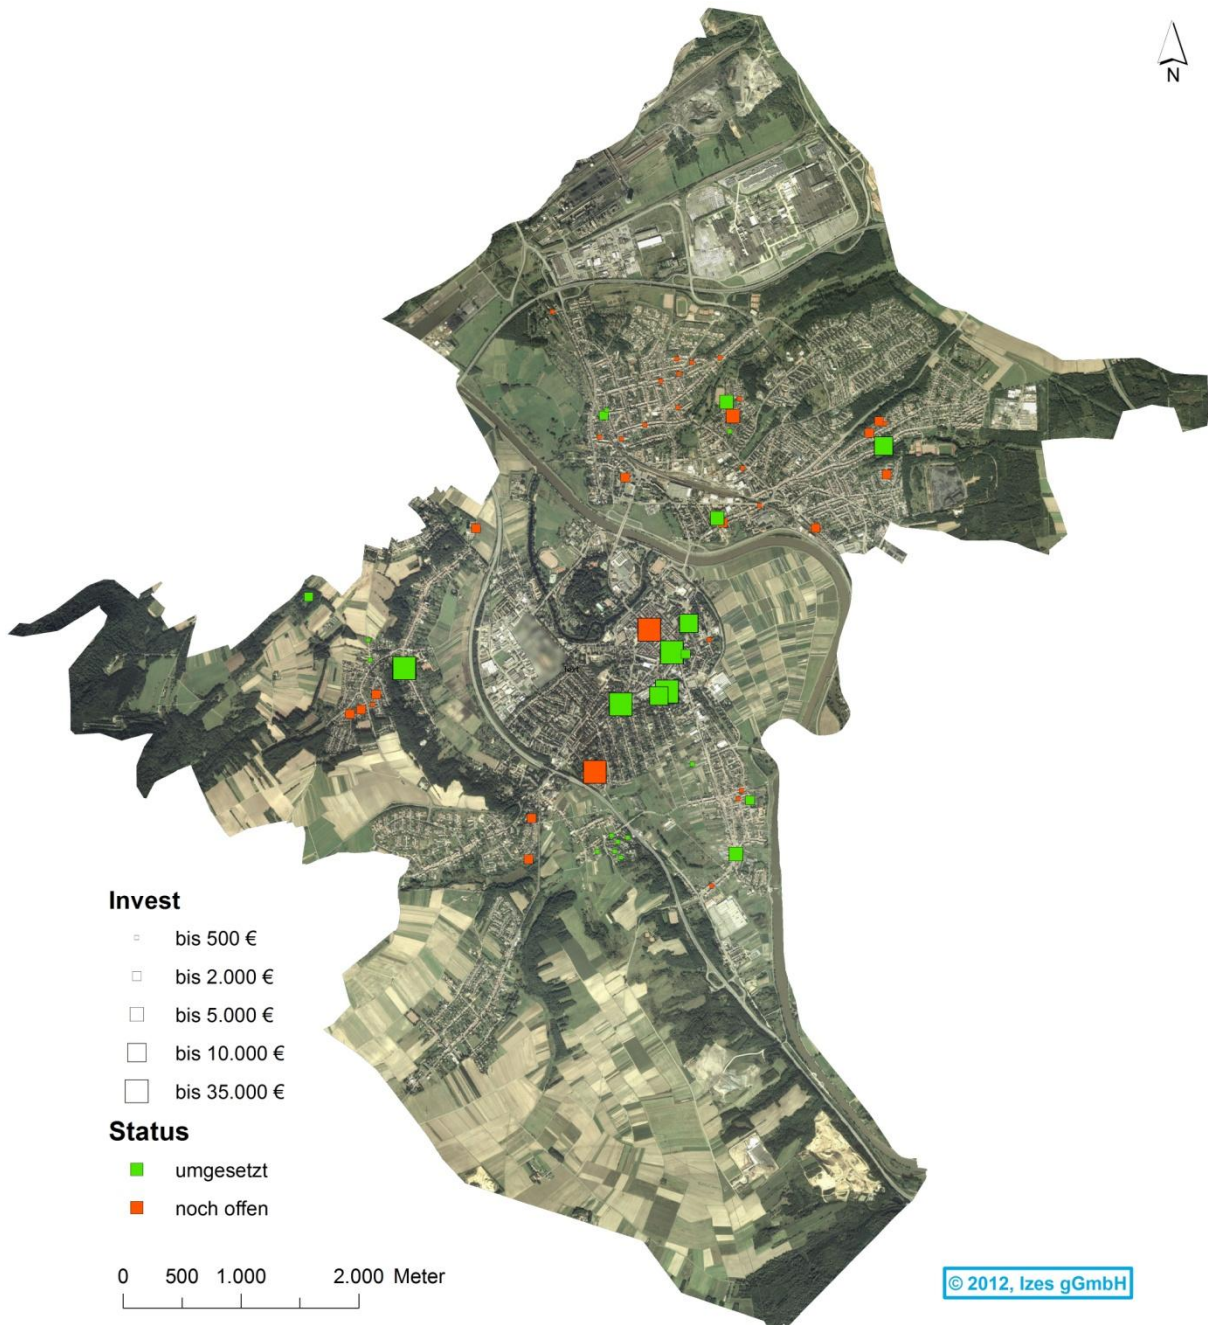 N
Text
Invest
bis 500 €
bis 2.000 €
bis 5.000 €
bis 10.000 €
bis 35.000 €
Status
umgesetzt
noch offen
0 500 1.000 2.000 Meter
© 2012, Izes gGmbH